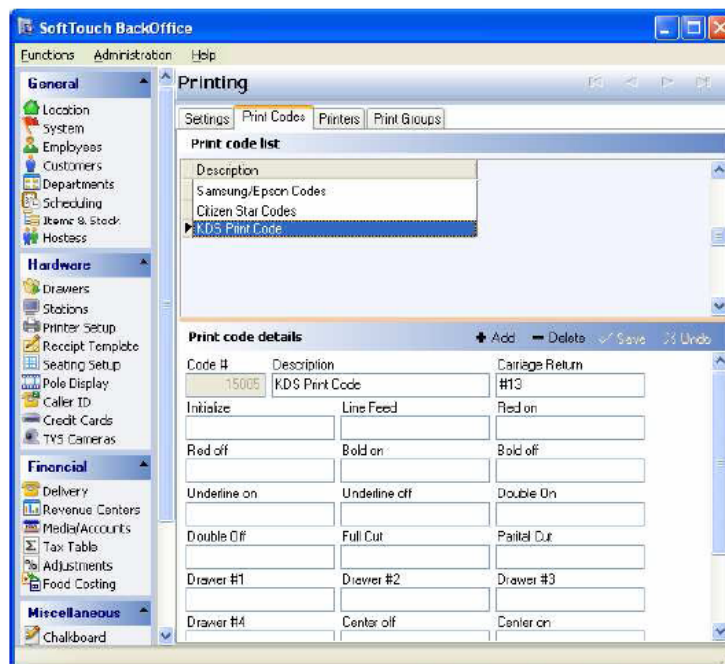 SoftTouch BackOffice
Functions Administration Help
General
Location
System
Employees
Customers
Departments
Scheduling
Items & Stock
Hostess
Hardware
Drawers
Stations
Printer Setup
Receipt Template
Seating Setup
Pole Display
Caller ID
Credit Cards
TVS Cameras
Financial
Delivery
Revenue Centers
Media/Accounts
Tax Table
Adjustments
Food Costing
Miscellaneous
Chalkboard
Printing
Settings Print Codes Printers Print Groups
Print code list
Description
Samsung/Epson Codes
Citizen Star Codes
KDS Print Code
Print code details Add Delete Save Undo
Code # Description Carriage Return
15005 KDS Print Code #13
Initialize Line Feed Red on
Red off Bold on Bold off
Underline on Underline off Double On
Double Off Full Cut Parital Cut
Drawer #1 Drawer #2 Drawer #3
Drawer #4 Center off Center on